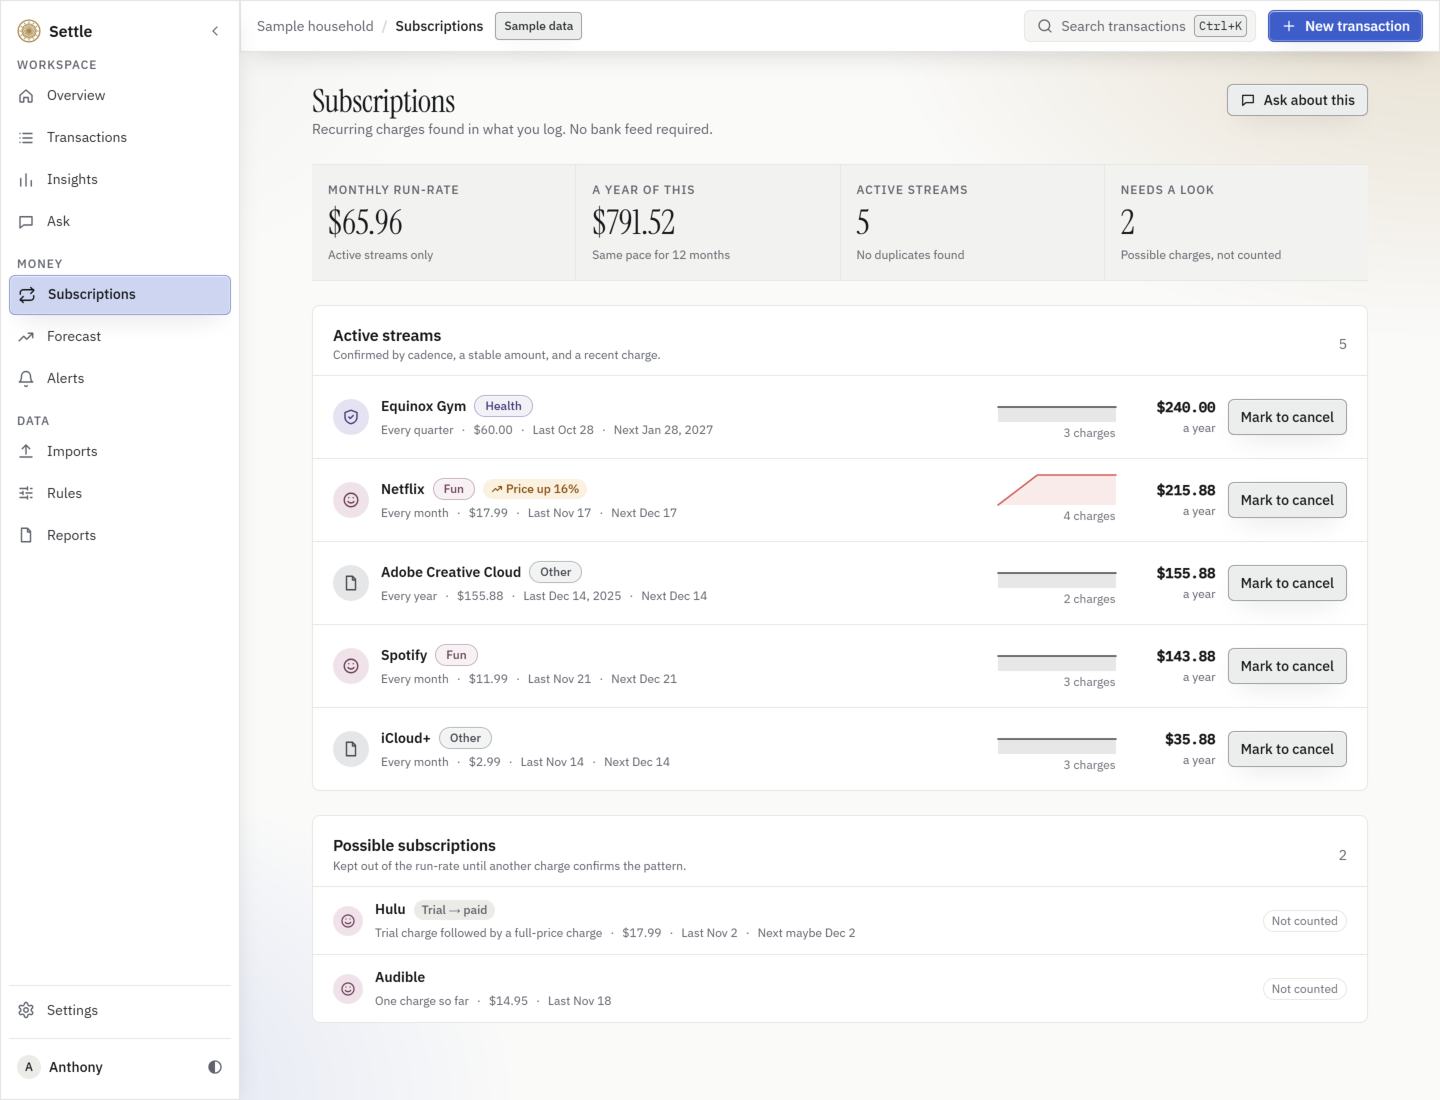 Settle
WORKSPACE
Overview
Transactions
Insights
Ask
MONEY
Subscriptions
Forecast
Alerts
DATA
Imports
Rules
Reports
Settings
A Anthony
Sample household / Subscriptions Sample data
Search transactions Ctrl+K
New transaction
Subscriptions
Recurring charges found in what you log. No bank feed required.
Ask about this
MONTHLY RUN-RATE
$65.96
Active streams only
A YEAR OF THIS
$791.52
Same pace for 12 months
ACTIVE STREAMS
5
No duplicates found
NEEDS A LOOK
2
Possible charges, not counted
Active streams
Confirmed by cadence, a stable amount, and a recent charge.
5
Equinox Gym Health
Every quarter · $60.00 · Last Oct 28 · Next Jan 28, 2027
3 charges
$240.00
a year
Mark to cancel
Netflix Fun Price up 16%
Every month · $17.99 · Last Nov 17 · Next Dec 17
4 charges
$215.88
a year
Mark to cancel
Adobe Creative Cloud Other
Every year · $155.88 · Last Dec 14, 2025 · Next Dec 14
2 charges
$155.88
a year
Mark to cancel
Spotify Fun
Every month · $11.99 · Last Nov 21 · Next Dec 21
3 charges
$143.88
a year
Mark to cancel
iCloud+ Other
Every month · $2.99 · Last Nov 14 · Next Dec 14
3 charges
$35.88
a year
Mark to cancel
Possible subscriptions
Kept out of the run-rate until another charge confirms the pattern.
2
Hulu Trial → paid
Trial charge followed by a full-price charge · $17.99 · Last Nov 2 · Next maybe Dec 2
Not counted
Audible
One charge so far · $14.95 · Last Nov 18
Not counted